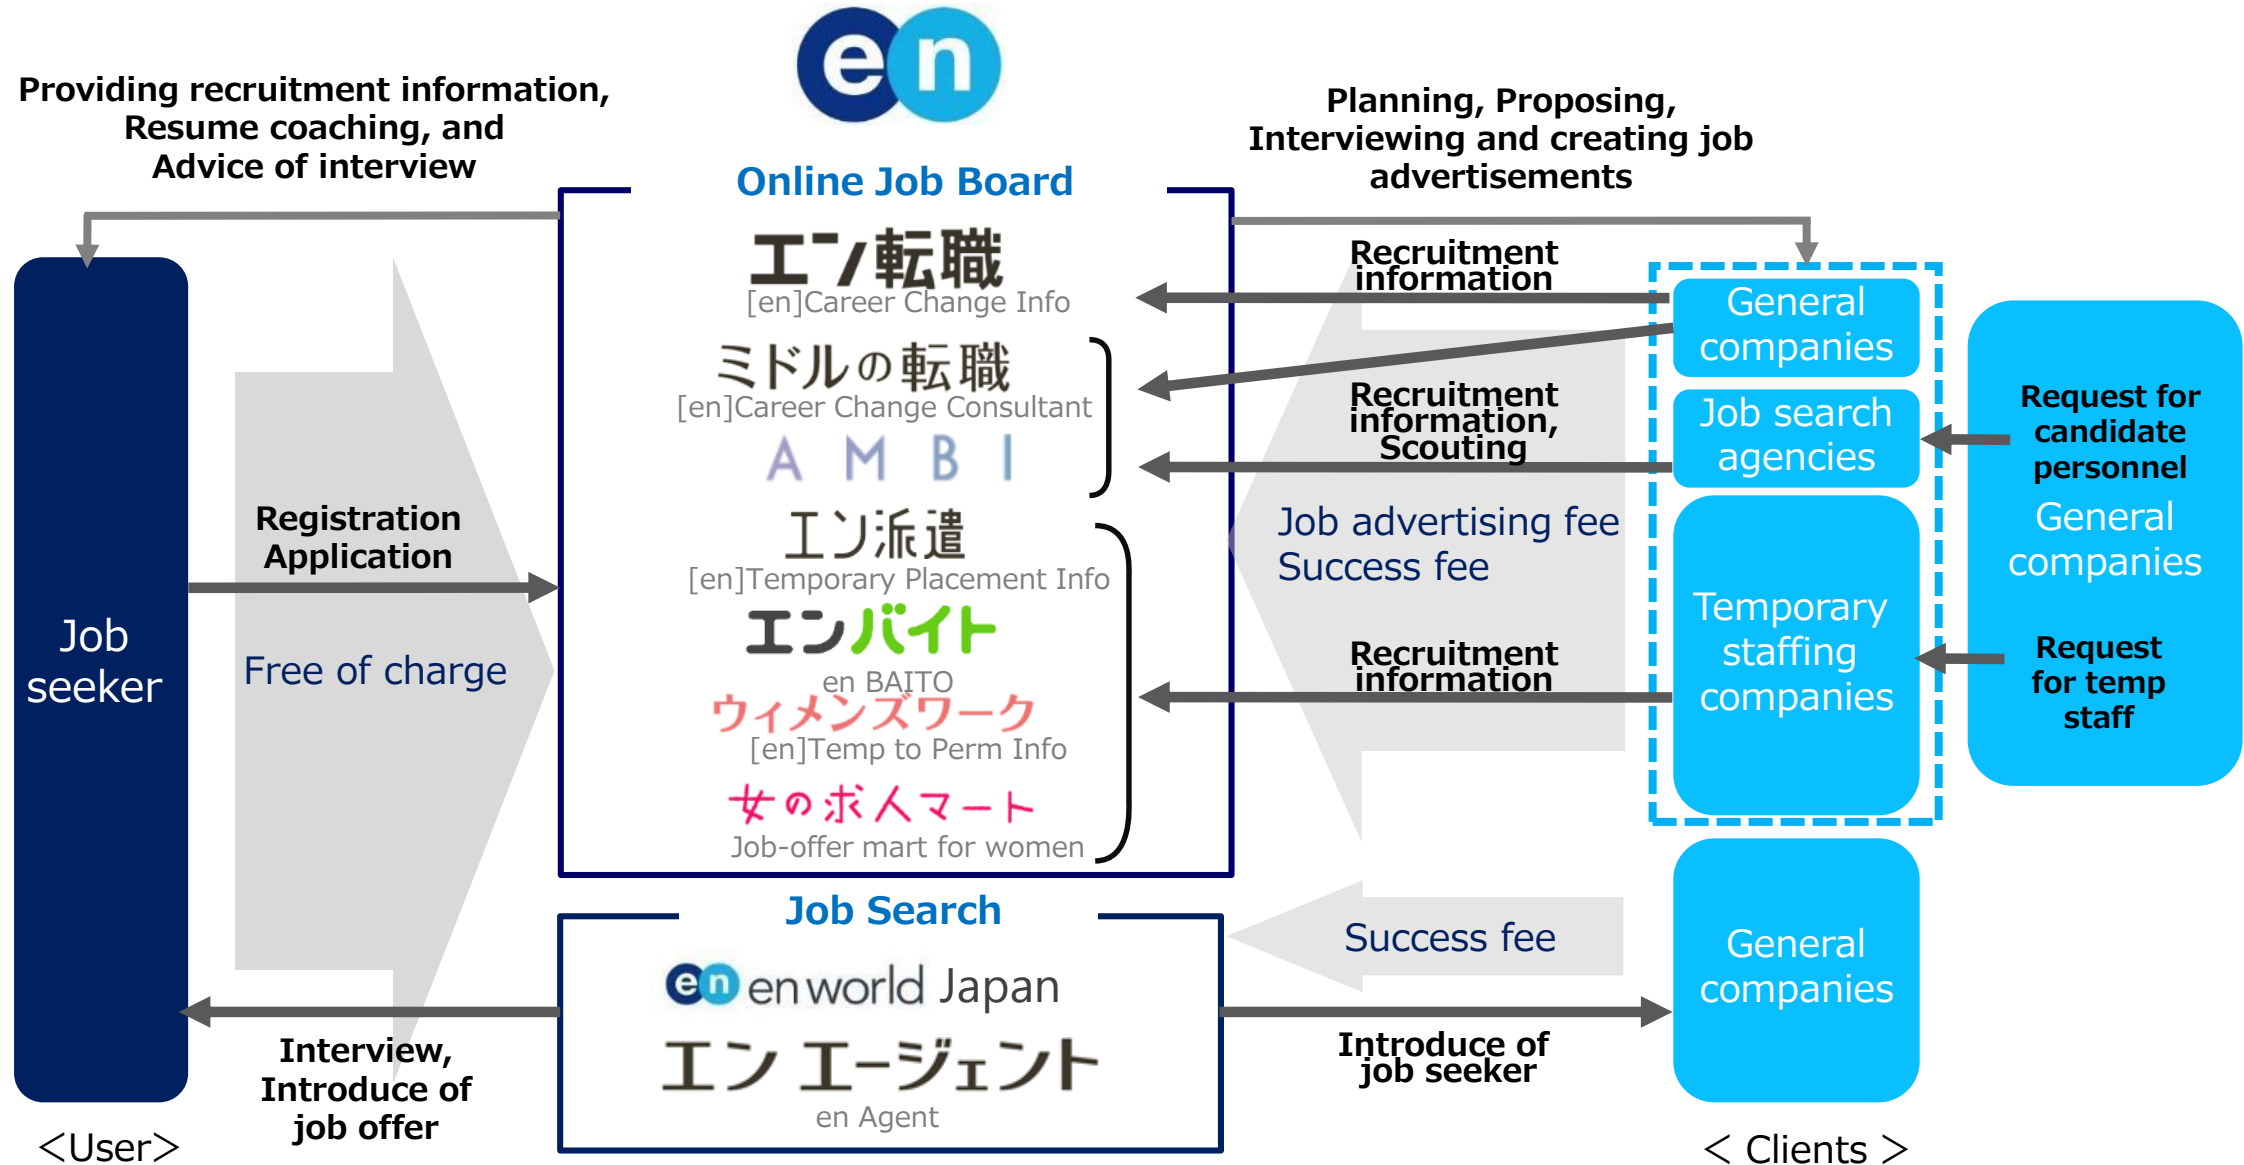 en
Providing recruitment information,
Resume coaching, and
Advice of interview
Planning, Proposing,
Interviewing and creating job
advertisements
Online Job Board
エン転職
[en]Career Change Info
ミドルの転職
[en]Career Change Consultant
AMBI
エン派遣
[en]Temporary Placement Info
エンバイト
en BAITO
ウィメンズワーク
[en]Temp to Perm Info
女の求人マート
Job-offer mart for women
Job
seeker
Registration
Application
Free of charge
Recruitment
information
Recruitment
information,
Scouting
Job advertising fee
Success fee
Recruitment
information
General
companies
Job search
agencies
Temporary
staffing
companies
Request for
candidate
personnel
General
companies
Request
for temp
staff
Job Search
en en world Japan
エン エージェント
en Agent
Interview,
Introduce of
job offer
Success fee
Introduce of
job seeker
General
companies
＜User＞
＜ Clients ＞